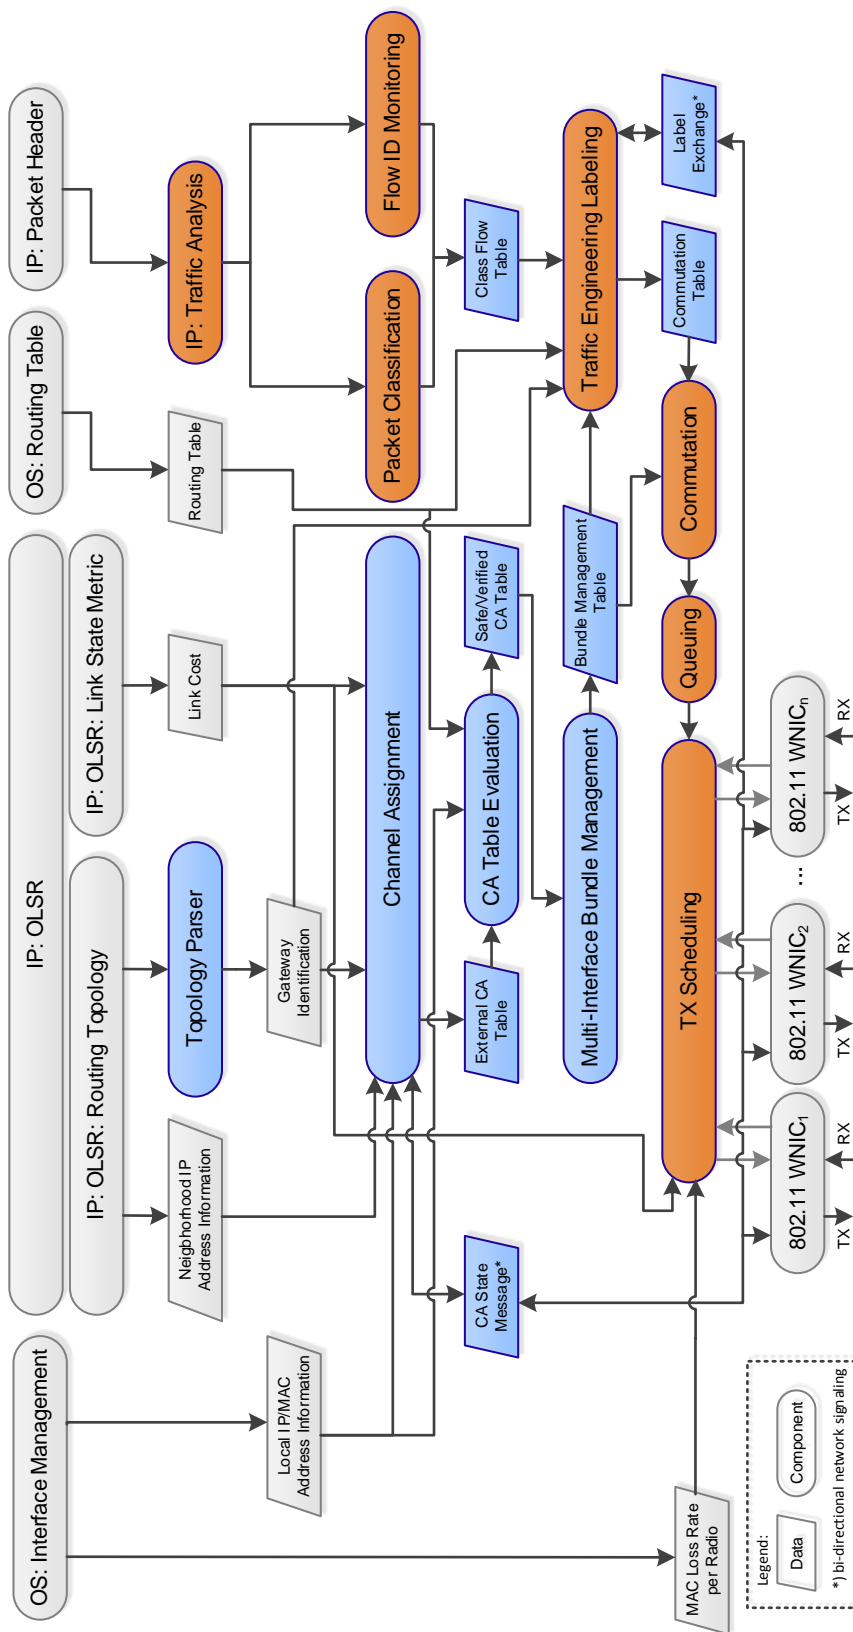 OS: Interface Management
IP: OLSR
OS: Routing Table
IP: Packet Header
IP: OLSR: Routing Topology
IP: OLSR: Link State Metric
Neigbhorhood IP
Address Information
Topology Parser
Link Cost
Routing Table
IP: Traffic Analysis
Local IP/MAC
Address Information
Gateway
Identification
Channel Assignment
Packet Classification
Flow ID Monitoring
CA State
Message*
External CA
Table
CA Table Evaluation
Safe/Verified
CA Table
Class Flow
Table
Multi-Interface Bundle Management
Bundle Management
Table
Traffic Engineering Labeling
MAC Loss Rate
per Radio
TX Scheduling
Queuing
Commutation
Commutation
Table
Label
Exchange*
802.11 WNIC1
802.11 WNIC2
...
802.11 WNICn
TX
RX
TX
RX
TX
RX
Legend:
Data
Component
*) bi-directional network signaling